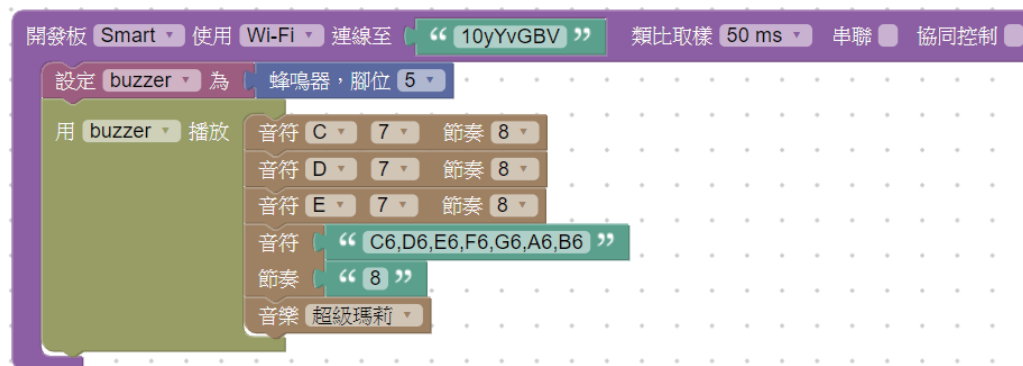 開發板 Smart 使用 Wi-Fi 連線至 “ 10yYvGBV ” 類比取樣 50 ms 串聯 協同控制
設定 buzzer 為 蜂鳴器，腳位 5
用 buzzer 播放 音符 C 7 節奏 8
音符 D 7 節奏 8
音符 E 7 節奏 8
音符 “ C6,D6,E6,F6,G6,A6,B6 ”
節奏 “ 8 ”
音樂 超級瑪莉